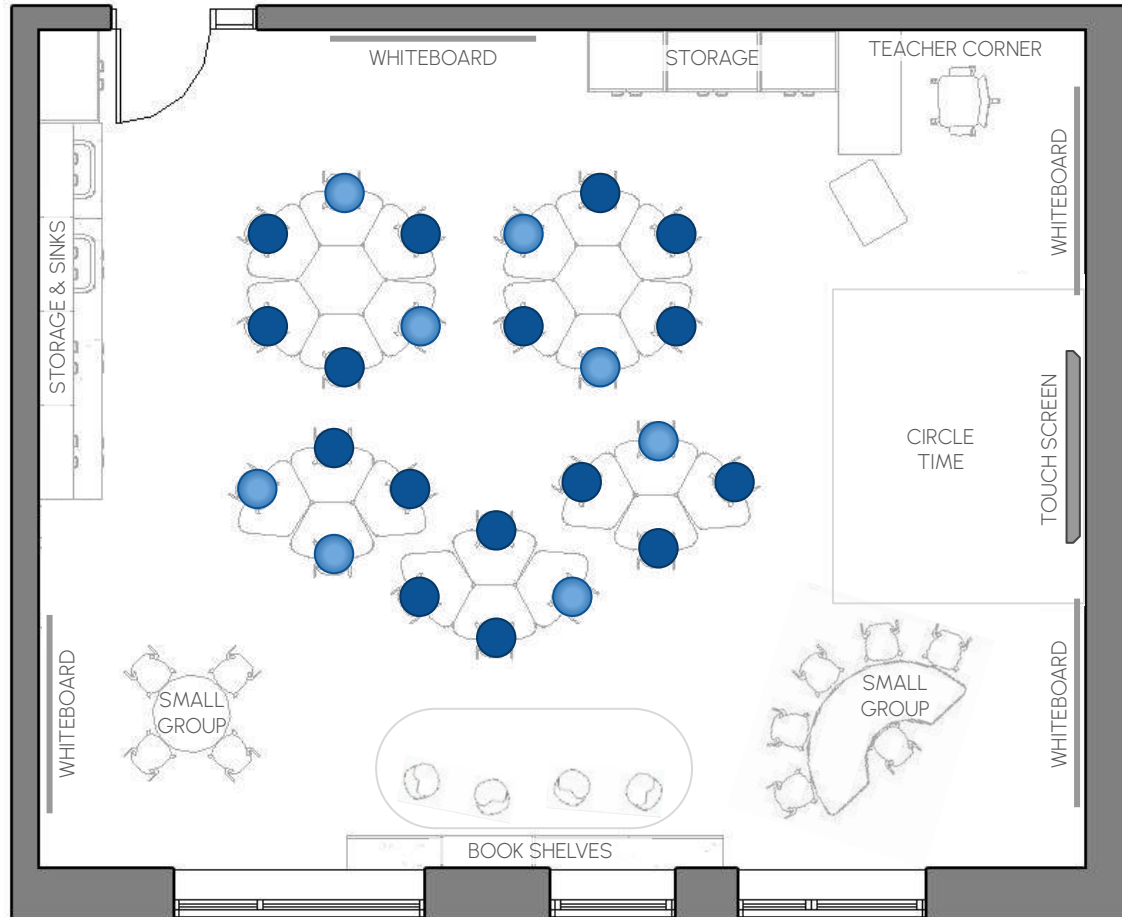 WHITEBOARD
STORAGE
TEACHER CORNER
WHITEBOARD
STORAGE & SINKS
CIRCLE
TIME
TOUCH SCREEN
WHITEBOARD
SMALL
GROUP
SMALL
GROUP
WHITEBOARD
BOOK SHELVES